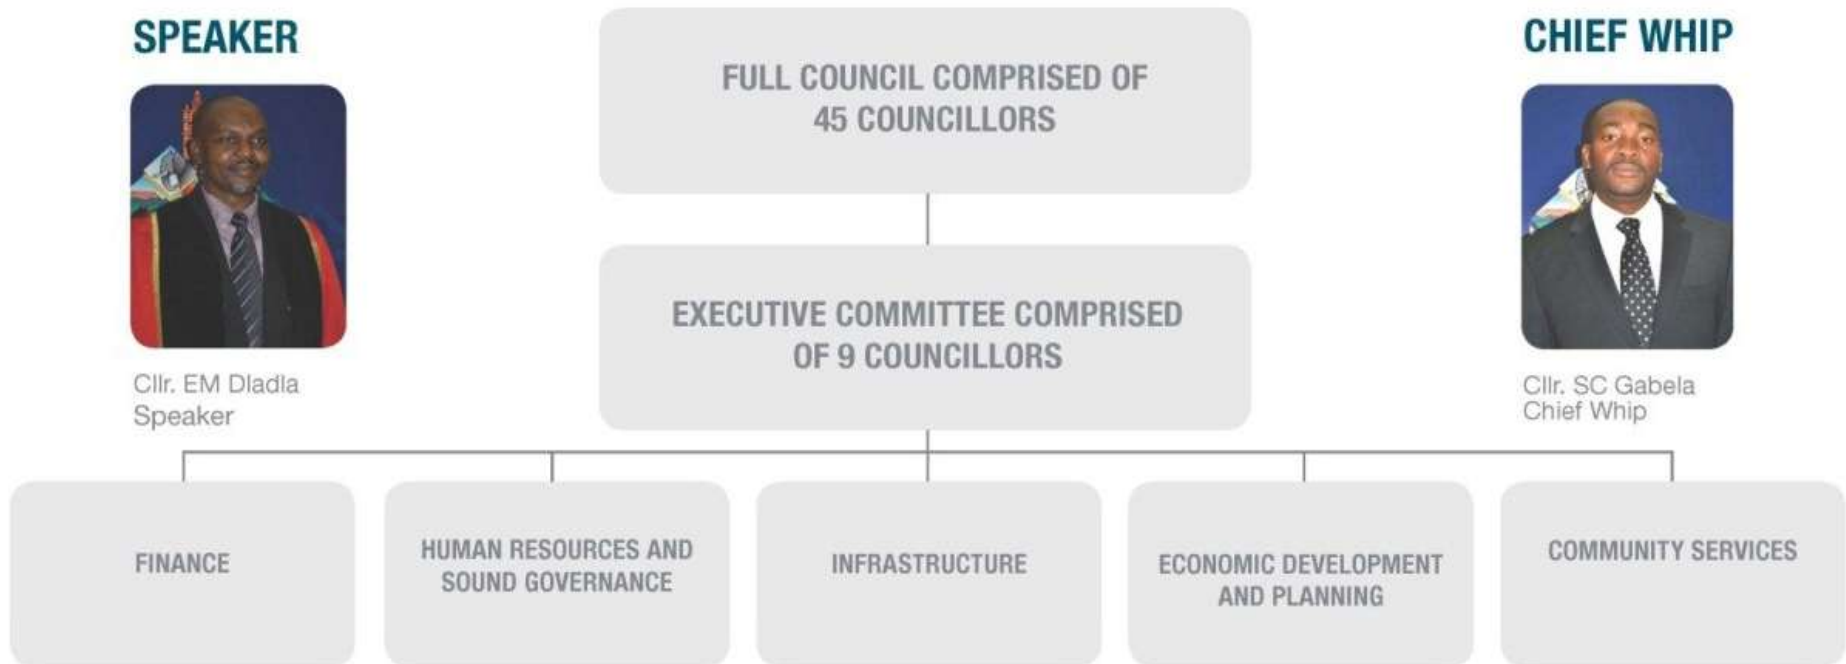 SPEAKER
Cllr. EM Dladla
Speaker
FULL COUNCIL COMPRISED OF
45 COUNCILLORS
EXECUTIVE COMMITTEE COMPRISED
OF 9 COUNCILLORS
CHIEF WHIP
Cllr. SC Gabela
Chief Whip
FINANCE
HUMAN RESOURCES AND
SOUND GOVERNANCE
INFRASTRUCTURE
ECONOMIC DEVELOPMENT
AND PLANNING
COMMUNITY SERVICES